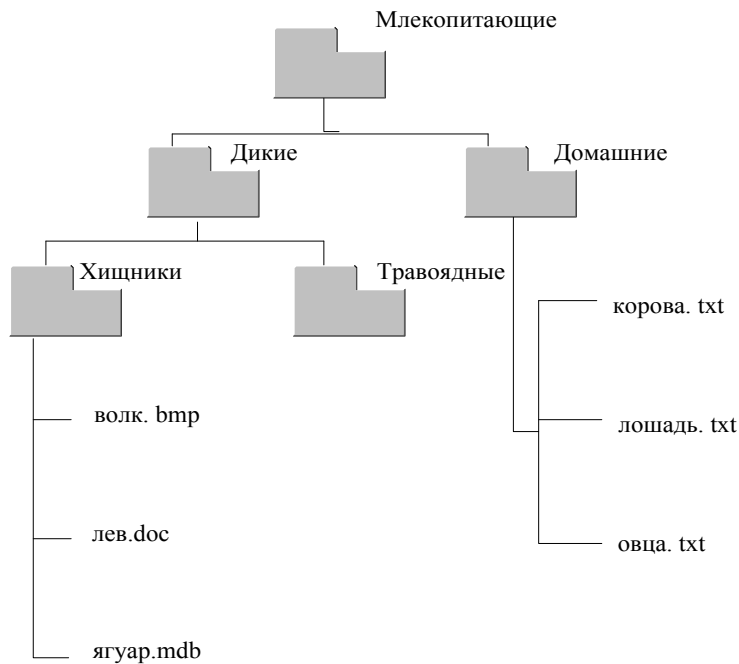 Млекопитающие
Дикие
Домашние
Хищники
Травоядные
корова. txt
волк. bmp
лошадь. txt
лев.doc
овца. txt
ягуар.mdb